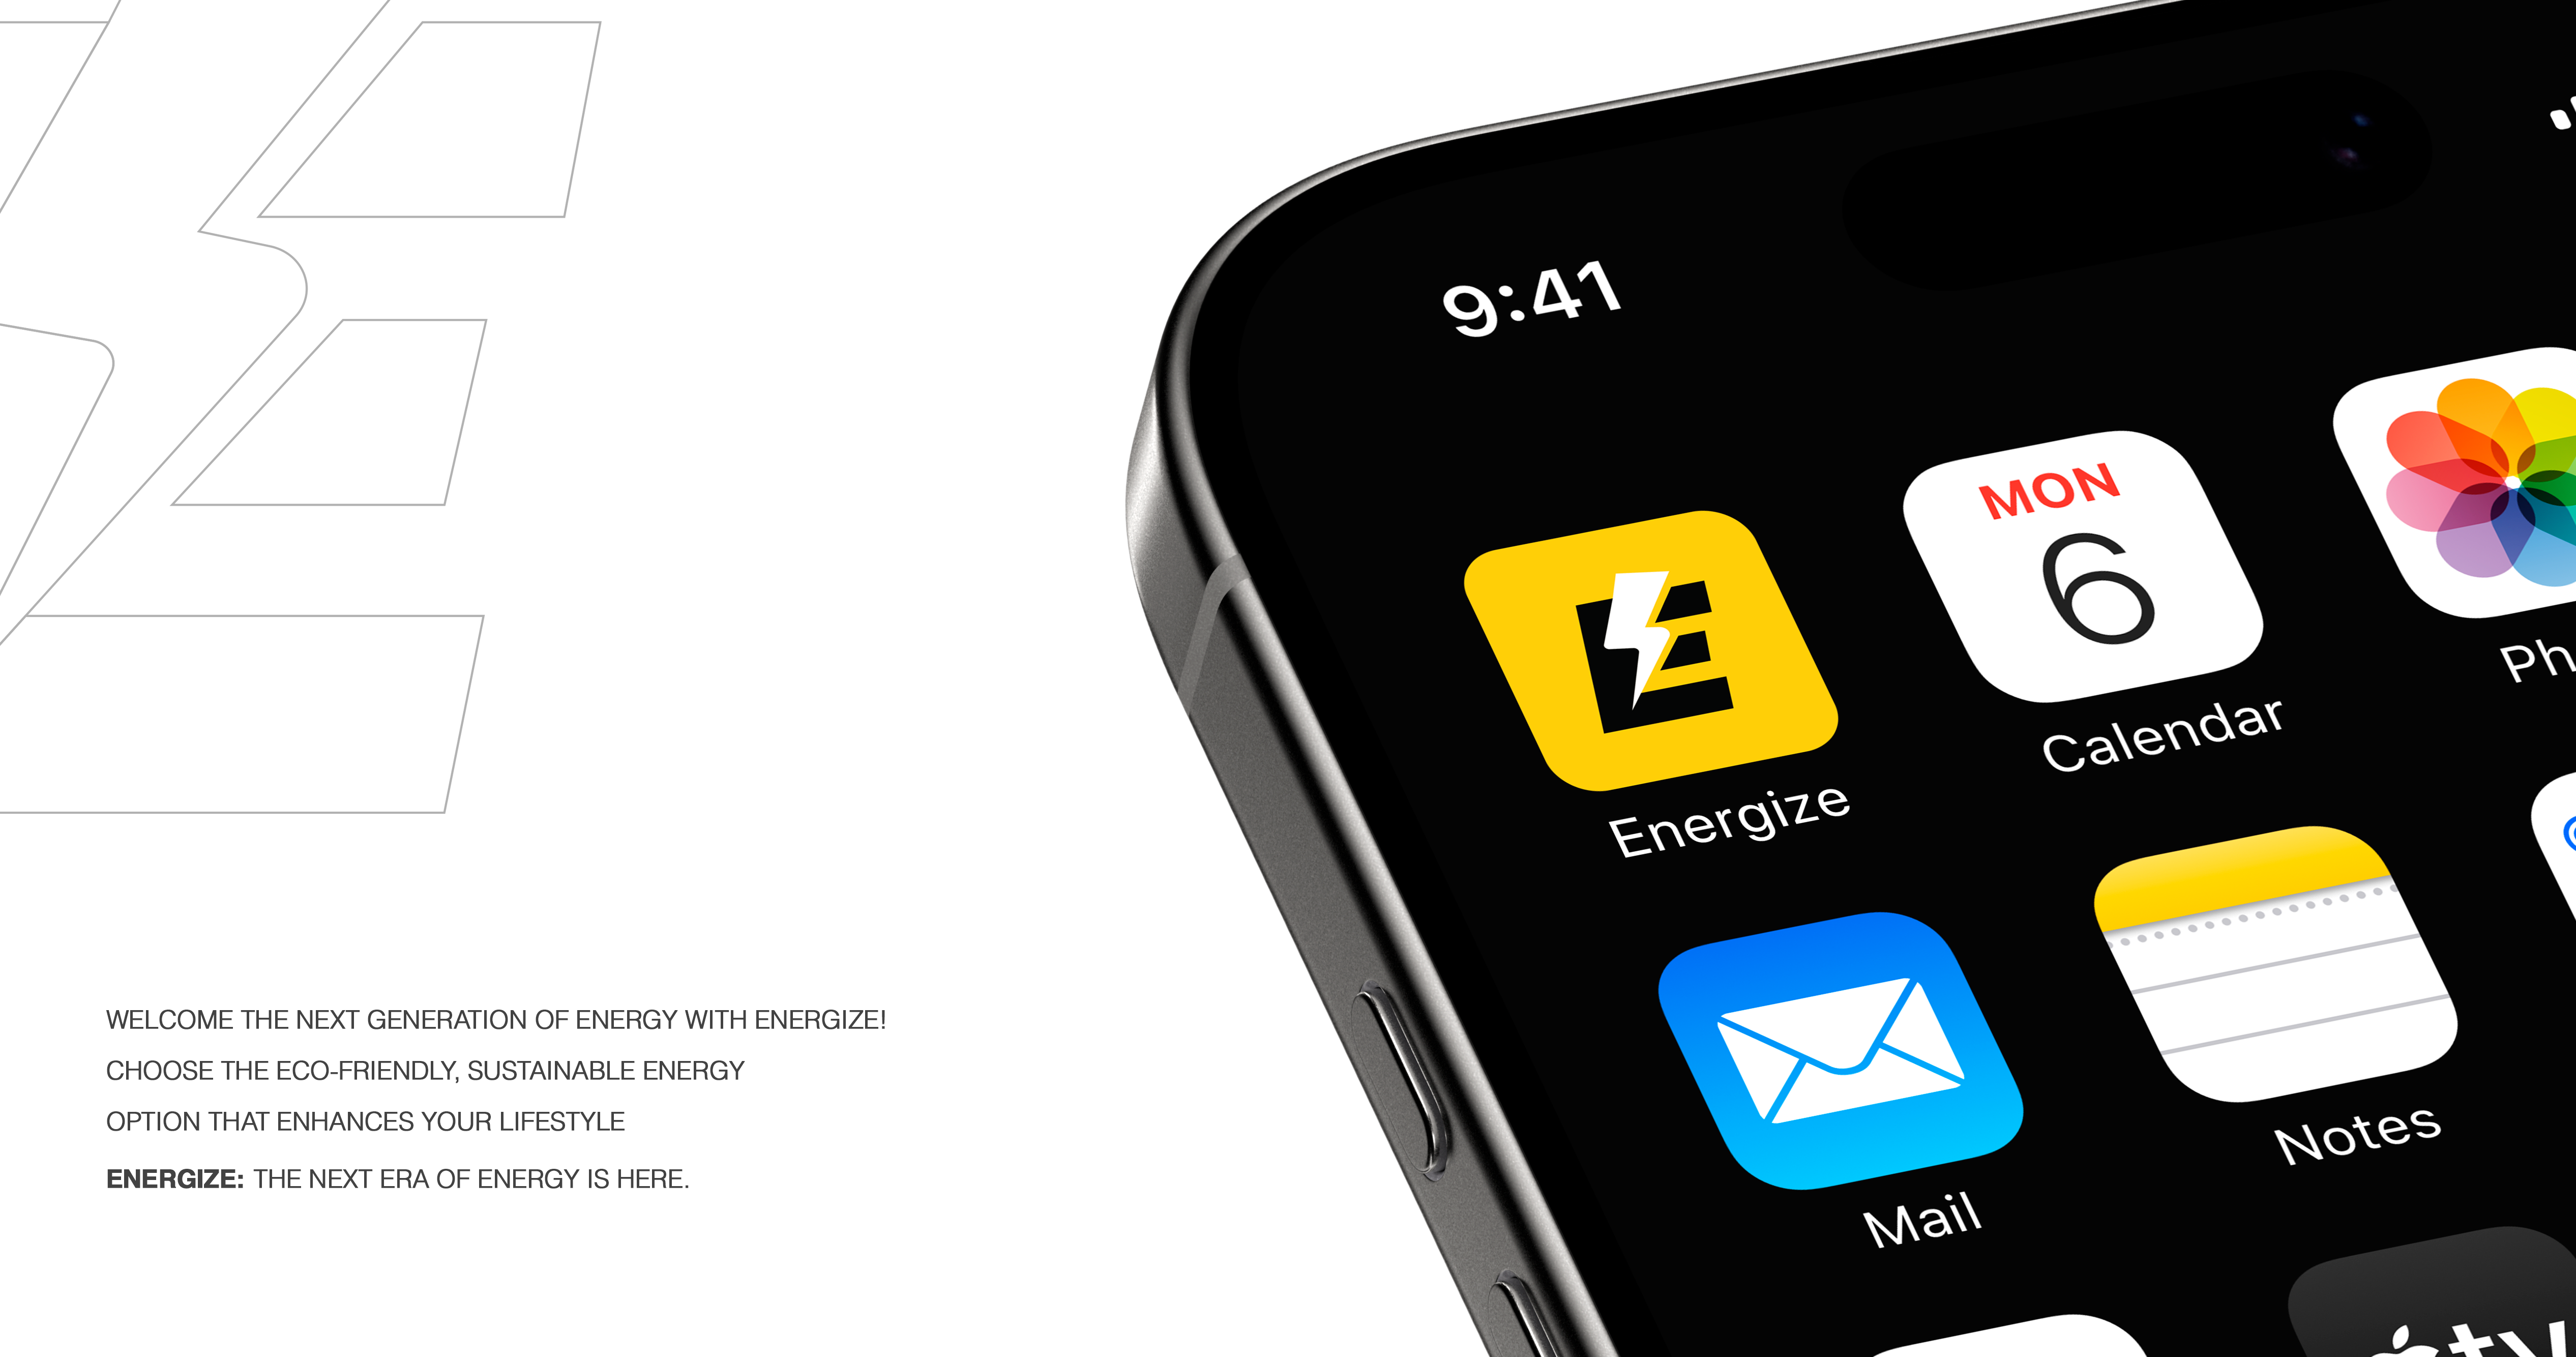 9:41
MON
6
E
Energize
Calendar
Ph
Mail
Notes
tv
WELCOME THE NEXT GENERATION OF ENERGY WITH ENERGIZE!
CHOOSE THE ECO-FRIENDLY, SUSTAINABLE ENERGY
OPTION THAT ENHANCES YOUR LIFESTYLE
ENERGIZE: THE NEXT ERA OF ENERGY IS HERE.